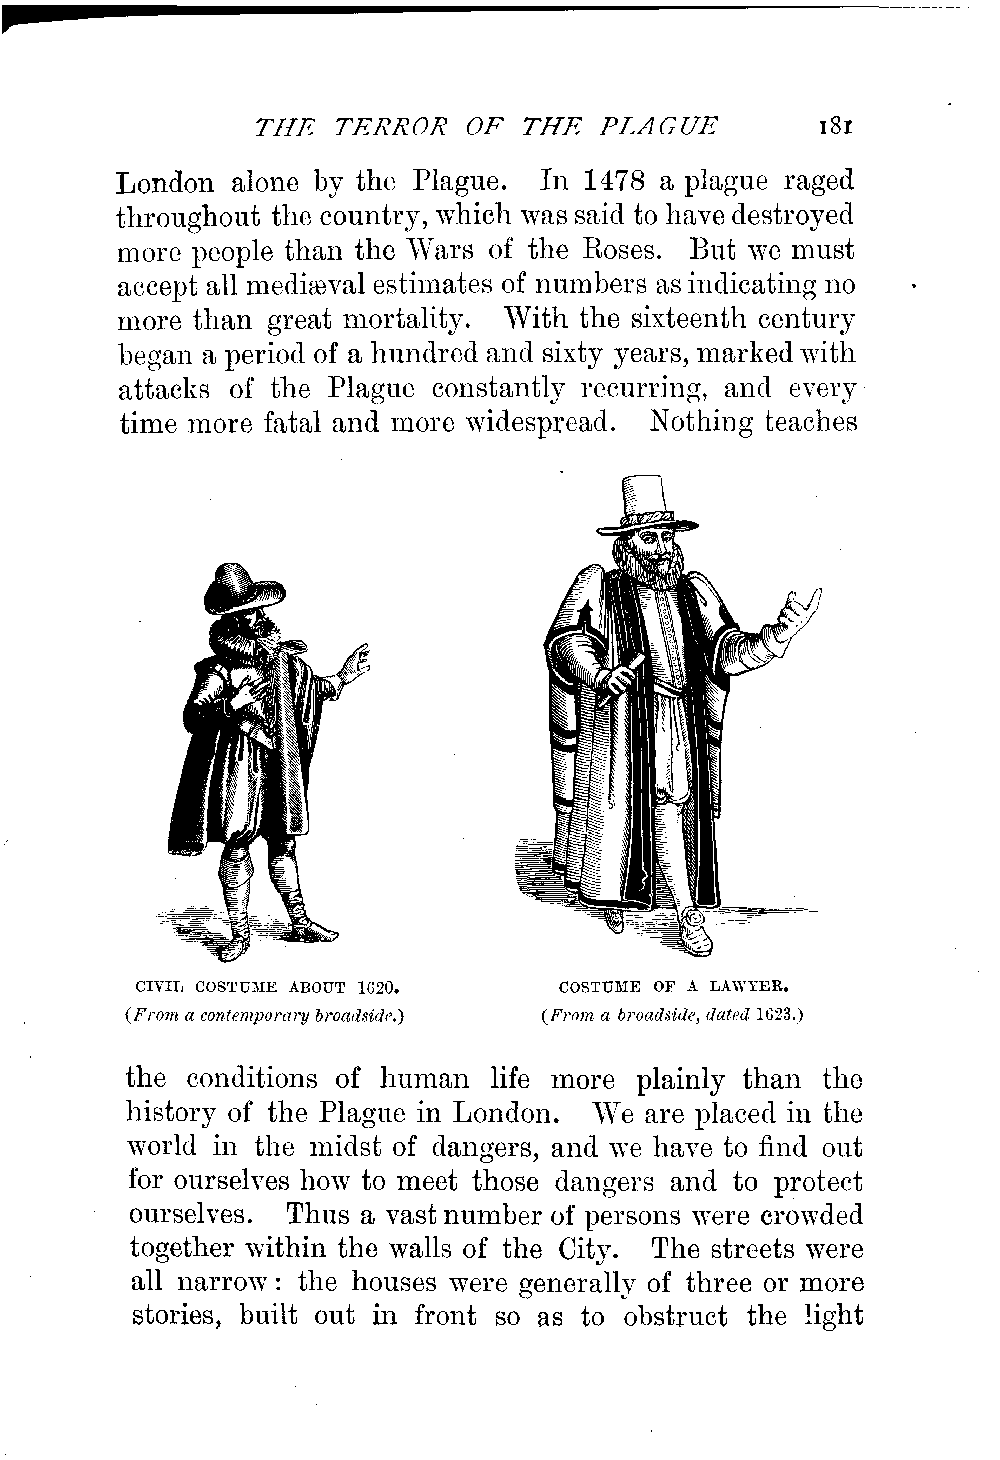 THE TERROR OF THE PLAGUE 181
London alone by the Plague. In 1478 a plague raged
throughout the country, which was said to have destroyed
more people than the Wars of the Roses. But we must
accept all mediæval estimates of numbers as indicating no
more than great mortality. With the sixteenth century
began a period of a hundred and sixty years, marked with
attacks of the Plague constantly recurring, and every
time more fatal and more widespread. Nothing teaches
CIVIL COSTUME ABOUT 1620.
(From a contemporary broadside.)
COSTUME OF A LAWYER.
(From a broadside, dated 1623.)
the conditions of human life more plainly than the
history of the Plague in London. We are placed in the
world in the midst of dangers, and we have to find out
for ourselves how to meet those dangers and to protect
ourselves. Thus a vast number of persons were crowded
together within the walls of the City. The streets were
all narrow: the houses were generally of three or more
stories, built out in front so as to obstruct the light